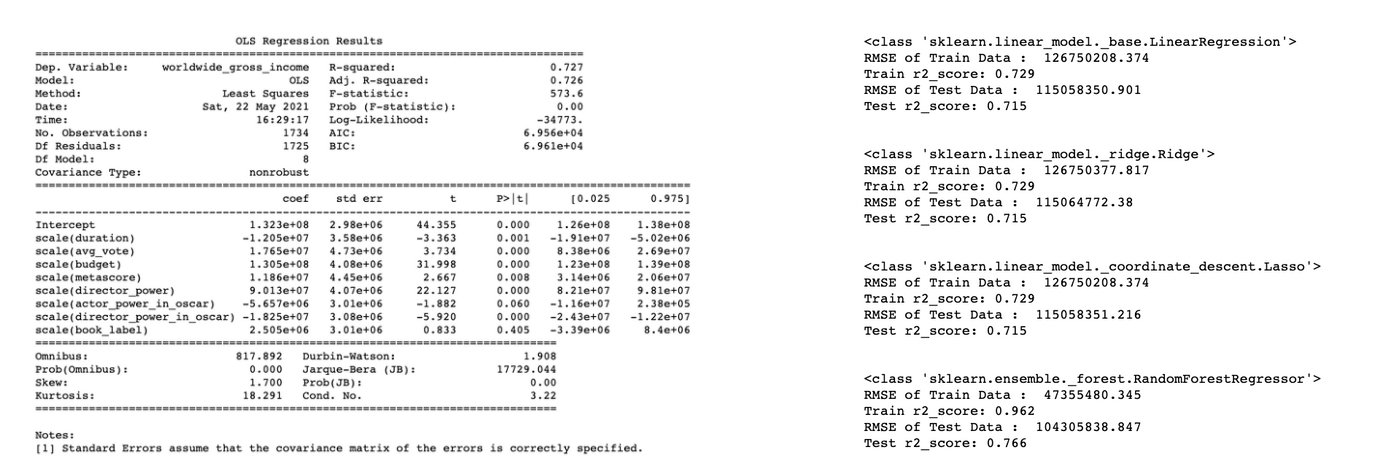 OLS Regression Results
==============================================================================
Dep. Variable: worldwide_gross_income R-squared: 0.727
Model: OLS Adj. R-squared: 0.726
Method: Least Squares F-statistic: 573.6
Date: Sat, 22 May 2021 Prob (F-statistic): 0.00
Time: 16:29:17 Log-Likelihood: -34773.
No. Observations: 1734 AIC: 6.956e+04
Df Residuals: 1725 BIC: 6.961e+04
Df Model: 8
Covariance Type: nonrobust
==============================================================================
coef std err t P>|t| [0.025 0.975]
------------------------------------------------------------------------------
Intercept 1.323e+08 2.98e+06 44.355 0.000 1.26e+08 1.38e+08
scale(duration) -1.205e+07 3.58e+06 -3.363 0.001 -1.91e+07 -5.02e+06
scale(avg_vote) 1.765e+07 4.73e+06 3.734 0.000 8.38e+06 2.69e+07
scale(budget) 1.305e+08 4.08e+06 31.998 0.000 1.23e+08 1.39e+08
scale(metascore) 1.186e+07 4.45e+06 2.667 0.008 3.14e+06 2.06e+07
scale(director_power) 9.013e+07 4.07e+06 22.127 0.000 8.21e+07 9.81e+07
scale(actor_power_in_oscar) -5.657e+06 3.01e+06 -1.882 0.060 -1.16e+07 2.38e+05
scale(director_power_in_oscar) -1.825e+07 3.08e+06 -5.920 0.000 -2.43e+07 -1.22e+07
scale(book_label) 2.505e+06 3.01e+06 0.833 0.405 -3.39e+06 8.4e+06
==============================================================================
Omnibus: 817.892 Durbin-Watson: 1.908
Prob(Omnibus): 0.000 Jarque-Bera (JB): 17729.044
Skew: 1.700 Prob(JB): 0.00
Kurtosis: 18.291 Cond. No. 3.22
==============================================================================
Notes:
[1] Standard Errors assume that the covariance matrix of the errors is correctly specified.
<class 'sklearn.linear_model._base.LinearRegression'>
RMSE of Train Data : 126750208.374
Train r2_score: 0.729
RMSE of Test Data : 115058350.901
Test r2_score: 0.715
<class 'sklearn.linear_model._ridge.Ridge'>
RMSE of Train Data : 126750377.817
Train r2_score: 0.729
RMSE of Test Data : 115064772.38
Test r2_score: 0.715
<class 'sklearn.linear_model._coordinate_descent.Lasso'>
RMSE of Train Data : 126750208.374
Train r2_score: 0.729
RMSE of Test Data : 115058351.216
Test r2_score: 0.715
<class 'sklearn.ensemble._forest.RandomForestRegressor'>
RMSE of Train Data : 47355480.345
Train r2_score: 0.962
RMSE of Test Data : 104305838.847
Test r2_score: 0.766